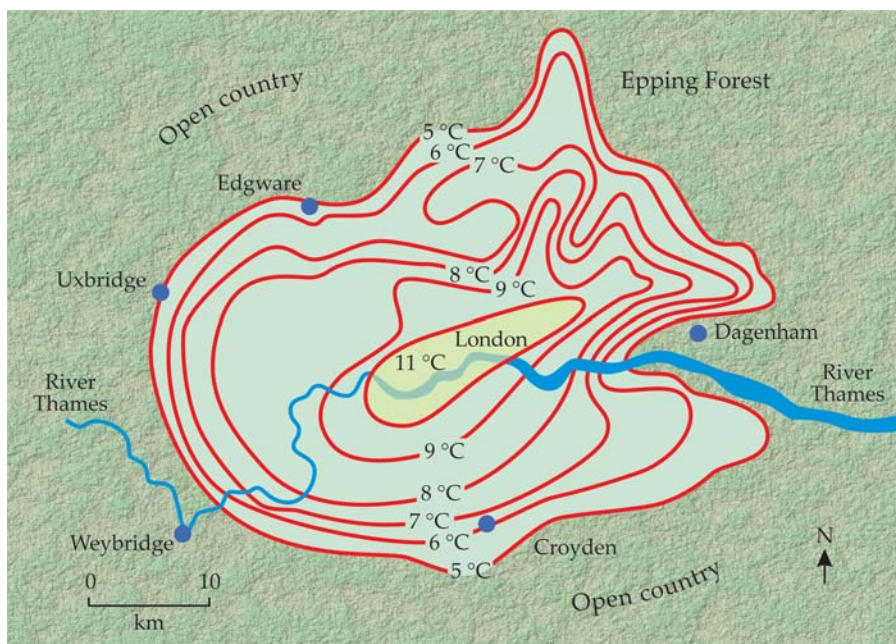 Open country
Epping Forest
5 °C
6 °C
7 °C
Edgware
Uxbridge
8 °C
9 °C
London
Dagenham
11 °C
River
Thames
River
Thames
9 °C
8 °C
7 °C
6 °C
5 °C
Weybridge
Croyden
N
0 10
km
Open country